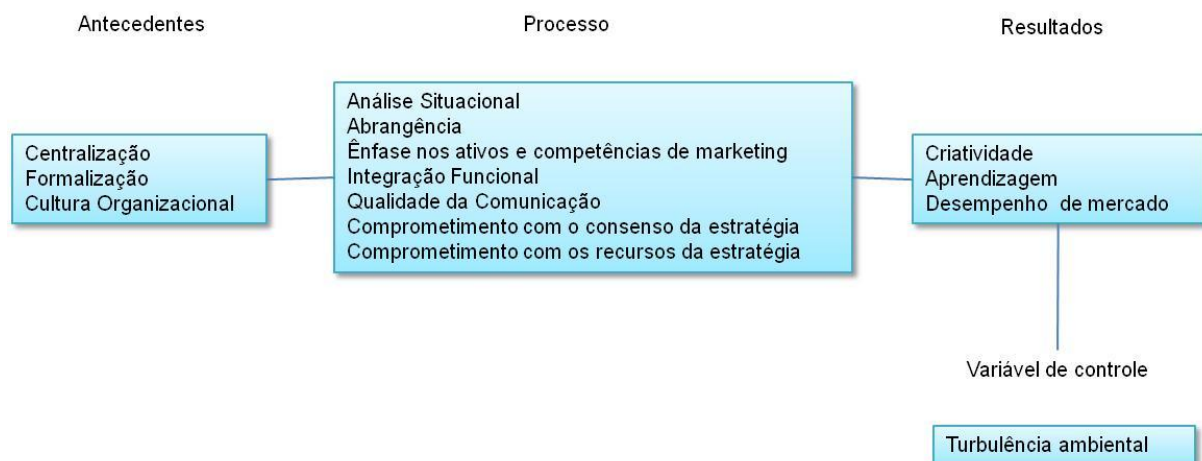 Antecedentes
Processo
Resultados
Centralização
Formalização
Cultura Organizacional
Análise Situacional
Abrangência
Ênfase nos ativos e competências de marketing
Integração Funcional
Qualidade da Comunicação
Comprometimento com o consenso da estratégia
Comprometimento com os recursos da estratégia
Criatividade
Aprendizagem
Desempenho de mercado
Variável de controle
Turbulência ambiental